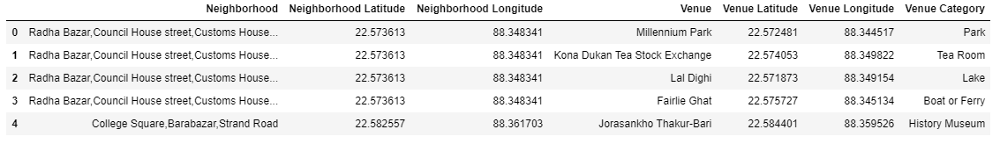 Neighborhood Neighborhood Latitude Neighborhood Longitude Venue Venue Latitude Venue Longitude Venue Category
0 Radha Bazar,Council House street,Customs House... 22.573613 88.348341 Millennium Park 22.572481 88.344517 Park
1 Radha Bazar,Council House street,Customs House... 22.573613 88.348341 Kona Dukan Tea Stock Exchange 22.574053 88.349822 Tea Room
2 Radha Bazar,Council House street,Customs House... 22.573613 88.348341 Lal Dighi 22.571873 88.349154 Lake
3 Radha Bazar,Council House street,Customs House... 22.573613 88.348341 Fairlie Ghat 22.575727 88.345134 Boat or Ferry
4 College Square,Barabazar,Strand Road 22.582557 88.361703 Jorasankho Thakur-Bari 22.584401 88.359526 History Museum